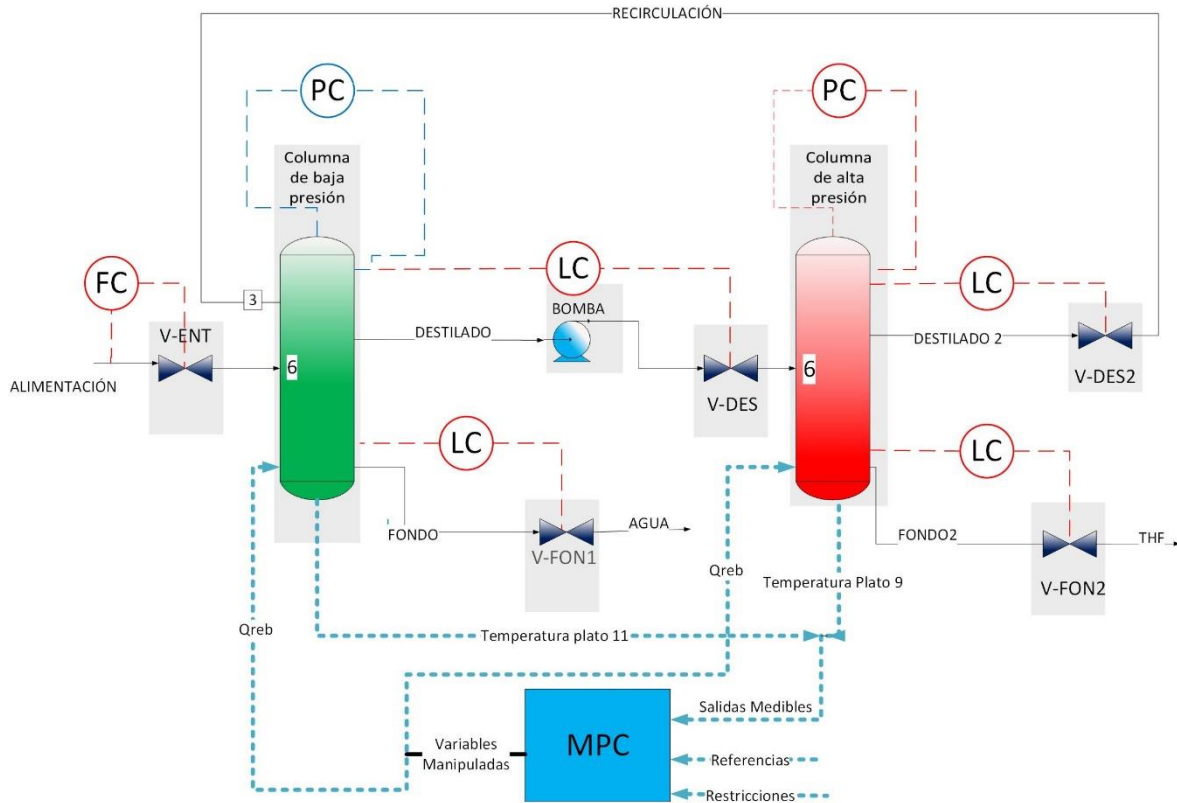 RECIRCULACIÓN
PC
PC
Columna
de baja
presión
Columna
de alta
presión
FC
LC
LC
V-ENT
3
BOMBA
DESTILADO
DESTILADO 2
ALIMENTACIÓN
6
6
V-DES
V-DES2
LC
LC
FONDO
AGUA
V-FON1
FONDO2
THF
V-FON2
Qreb
Temperatura Plato 9
Qreb
Temperatura plato 11
MPC
Variables
Manipuladas
Salidas Medibles
Referencias
Restricciones